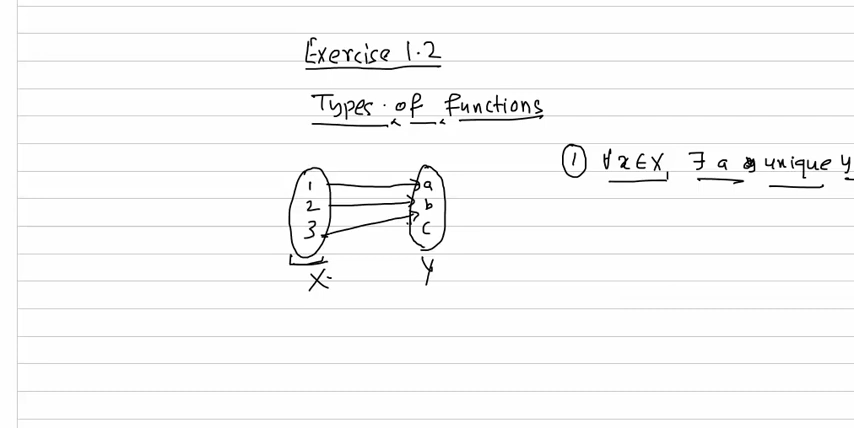 Exercise 1.2
Types of functions
① ∀ x ∈ X, ∃ a unique y
1 a
2 b
3 c
X Y